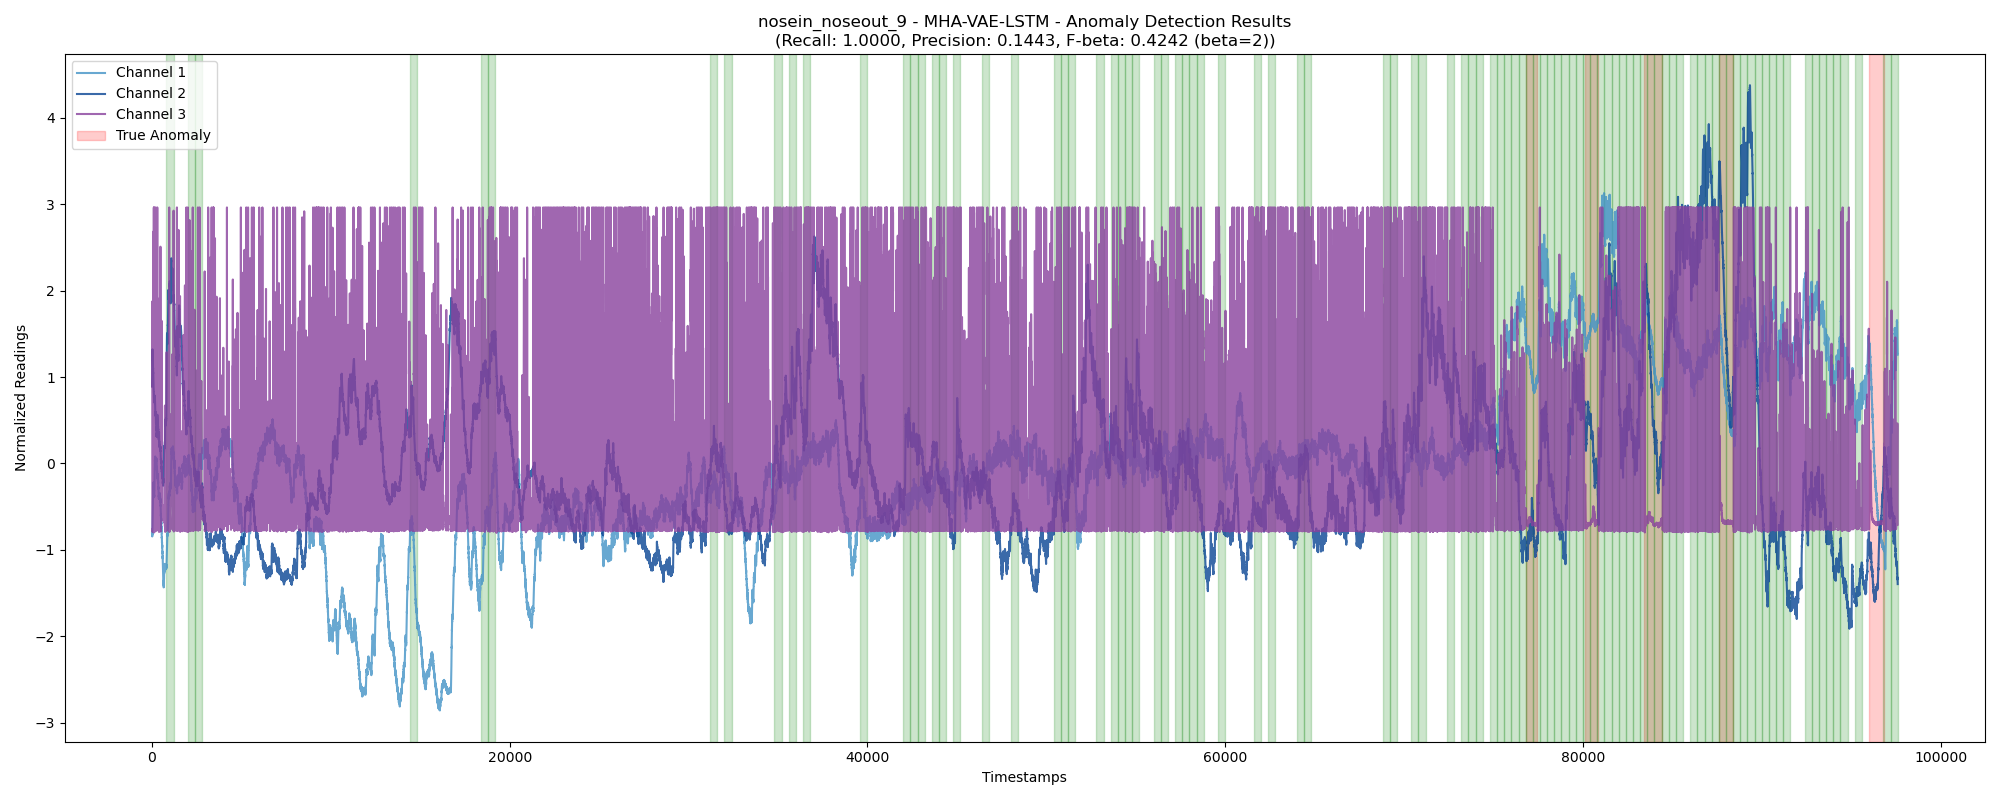 nosein_noseout_9 - MHA-VAE-LSTM - Anomaly Detection Results
(Recall: 1.0000, Precision: 0.1443, F-beta: 0.4242 (beta=2))
Channel 1
Channel 2
Channel 3
True Anomaly
Normalized Readings
4
3
2
1
0
−1
−2
−3
0
20000
40000
60000
80000
100000
Timestamps